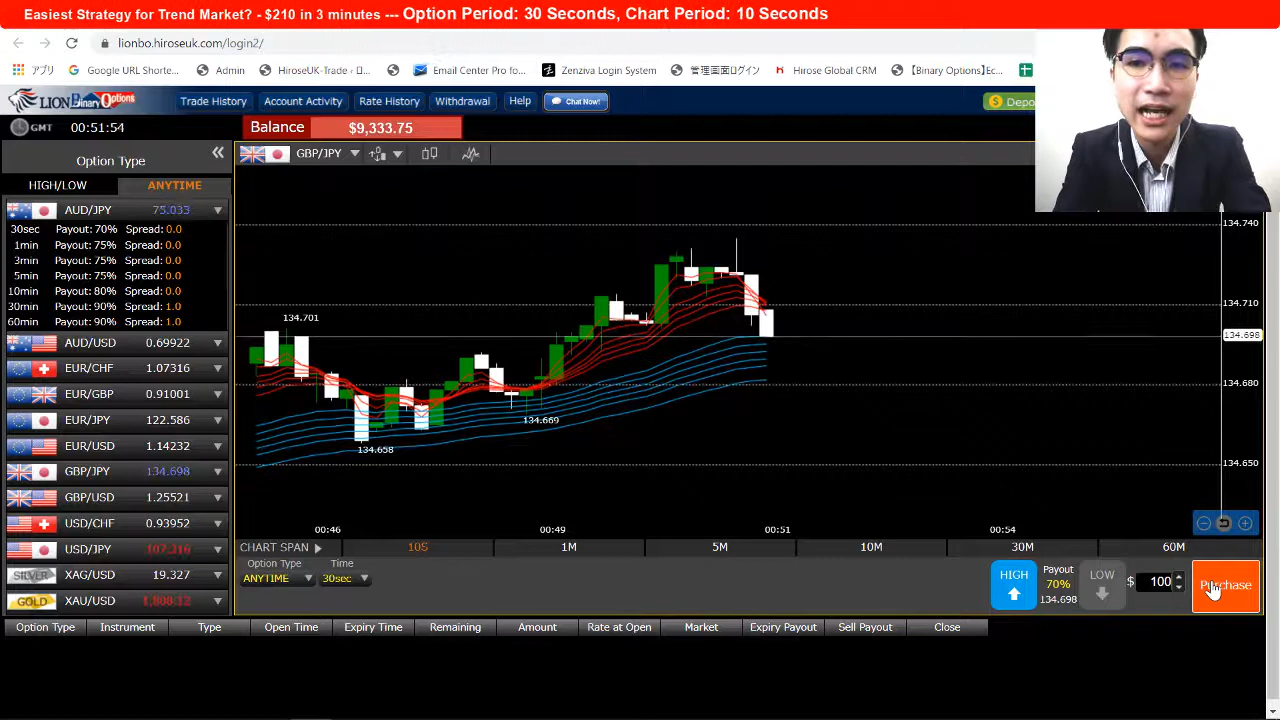 Easiest Strategy for Trend Market? - $210 in 3 minutes --- Option Period: 30 Seconds, Chart Period: 10 Seconds
lionbo.hiroseuk.com/login2/
アプリ Google URL Shorte... Admin HiroseUK-Trade ‹ ロ... Email Center Pro fo... Zenziva Login System 管理画面ログイン Hirose Global CRM 【Binary Options】Ec...
LION Binary Options Trade History Account Activity Rate History Withdrawal Help Chat Now! Depo
GMT 00:51:54 Balance $9,333.75
Option Type GBP/JPY
HIGH/LOW ANYTIME
AUD/JPY 75.033
30sec Payout: 70% Spread: 0.0
1min Payout: 75% Spread: 0.0
3min Payout: 75% Spread: 0.0
5min Payout: 75% Spread: 0.0
10min Payout: 80% Spread: 0.0
30min Payout: 90% Spread: 1.0
60min Payout: 90% Spread: 1.0
AUD/USD 0.69922
EUR/CHF 1.07316
EUR/GBP 0.91001
EUR/JPY 122.586
EUR/USD 1.14232
GBP/JPY 134.698
GBP/USD 1.25521
USD/CHF 0.93952
USD/JPY 107.316
SILVER XAG/USD 19.327
GOLD XAU/USD 1,808.12
134.740
134.710
134.698
134.680
134.650
134.701
134.669
134.658
00:46 00:49 00:51 00:54
CHART SPAN 10S 1M 5M 10M 30M 60M
Option Type Time
ANYTIME 30sec
HIGH Payout LOW
70%
134.698
$ 100 Purchase
Option Type Instrument Type Open Time Expiry Time Remaining Amount Rate at Open Market Expiry Payout Sell Payout Close